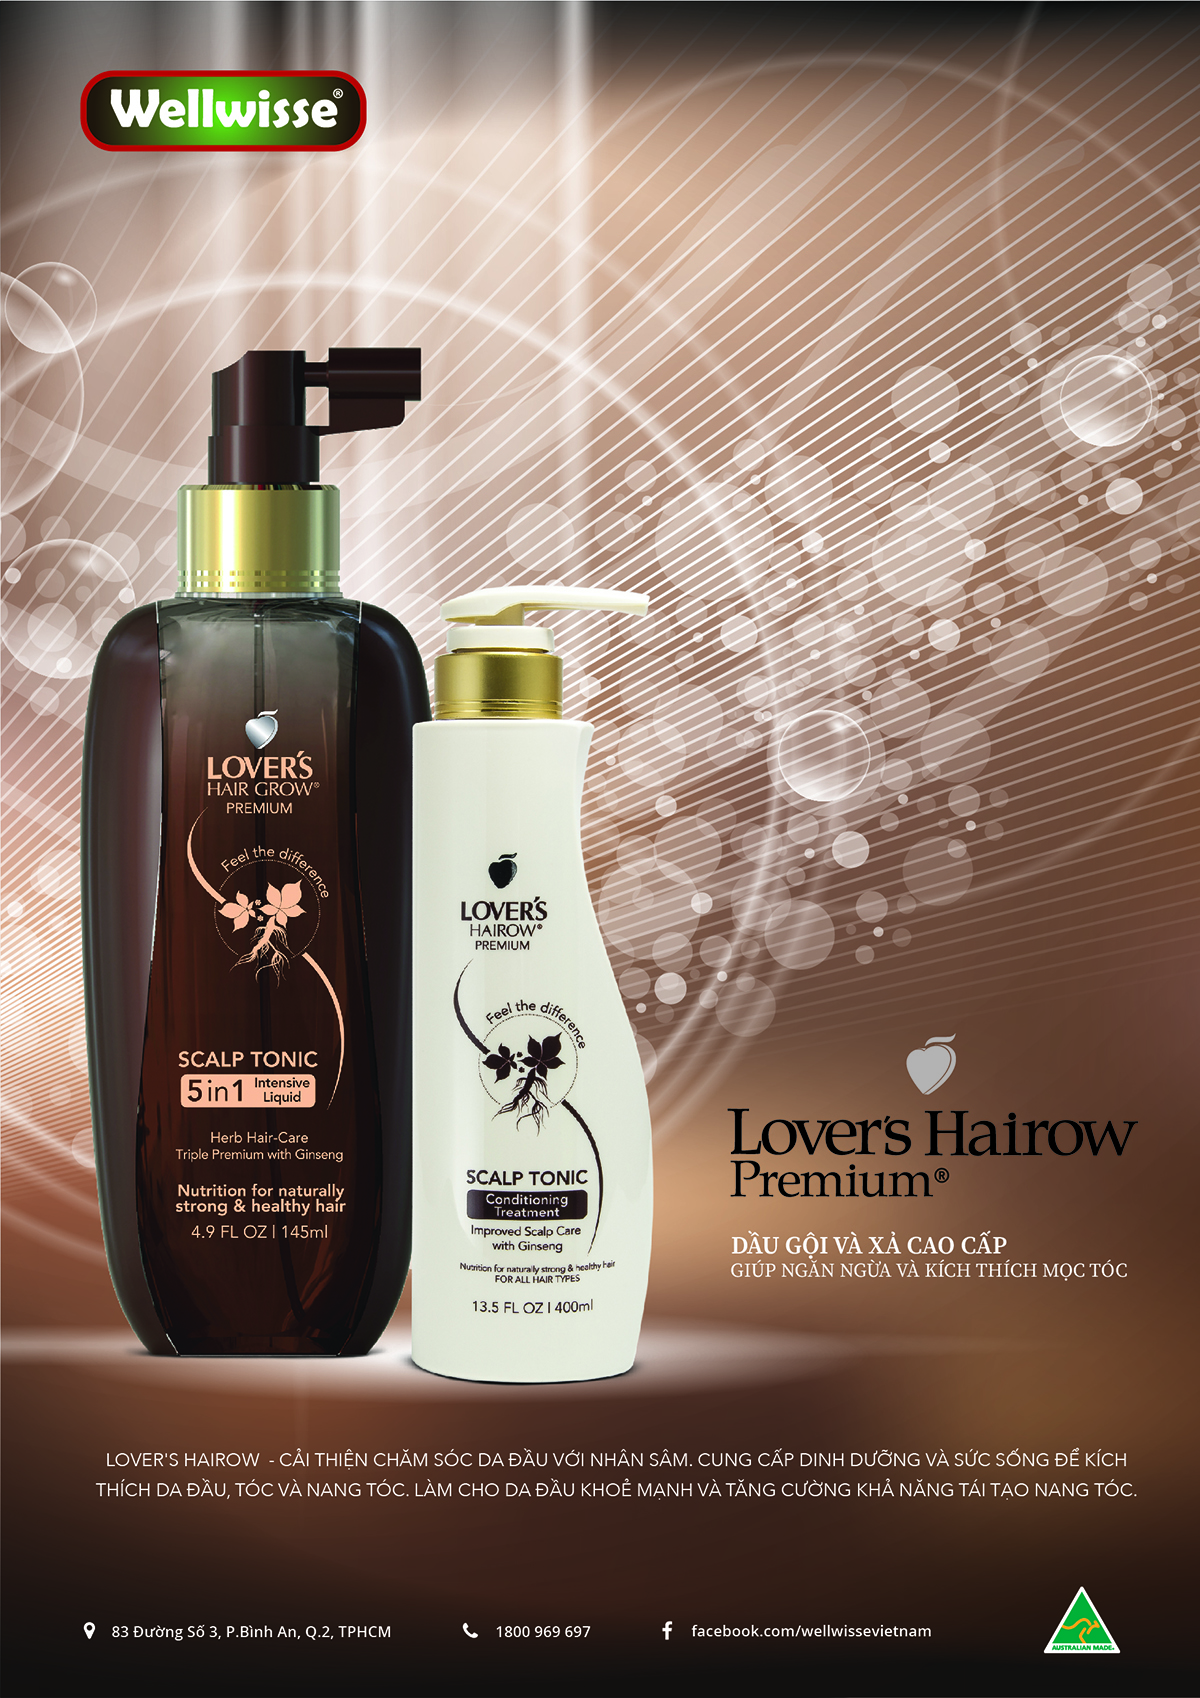 Wellwisse®
LOVER'S
HAIR GROW®
PREMIUM
Feel the difference
SCALP TONIC
5in1 Intensive
Liquid
Herb Hair-Care
Triple Premium with Ginseng
Nutrition for naturally
strong & healthy hair
4.9 FL OZ | 145ml
LOVER'S
HAIROW®
PREMIUM
Feel the difference
SCALP TONIC
Conditioning
Treatment
Improved Scalp Care
with Ginseng
Nutrition for naturally strong & healthy hair
FOR ALL HAIR TYPES
13.5 FL OZ | 400ml
Lover's Hairow
Premium®
DẦU GỘI VÀ XẢ CAO CẤP
GIÚP NGĂN NGỪA VÀ KÍCH THÍCH MỌC TÓC
LOVER'S HAIROW - CẢI THIỆN CHĂM SÓC DA ĐẦU VỚI NHÂN SÂM. CUNG CẤP DINH DƯỠNG VÀ SỨC SỐNG ĐỂ KÍCH
THÍCH DA ĐẦU, TÓC VÀ NANG TÓC. LÀM CHO DA ĐẦU KHOẺ MẠNH VÀ TĂNG CƯỜNG KHẢ NĂNG TÁI TẠO NANG TÓC.
83 Đường Số 3, P.Bình An, Q.2, TPHCM
1800 969 697
facebook.com/wellwissevietnam
AUSTRALIAN MADE